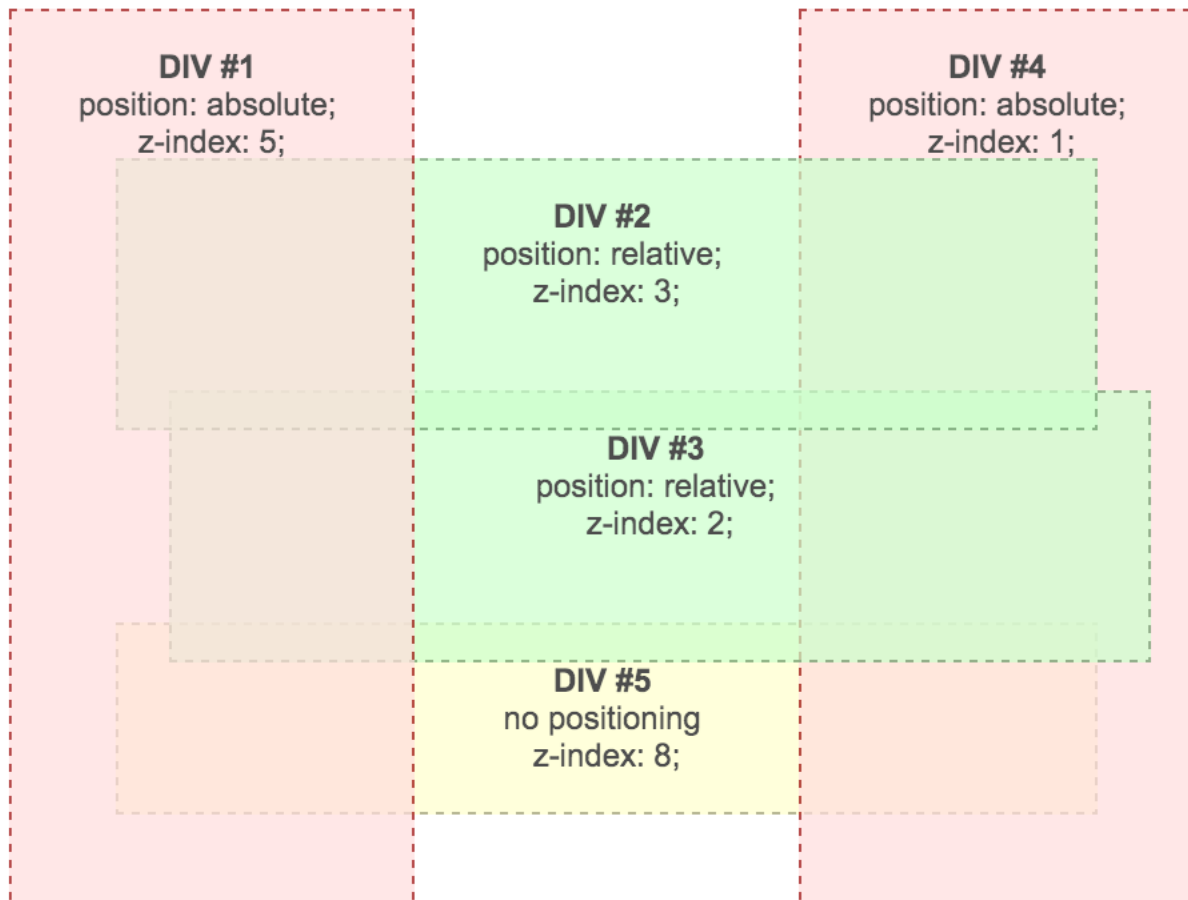 DIV #1
position: absolute;
z-index: 5;
DIV #4
position: absolute;
z-index: 1;
DIV #2
position: relative;
z-index: 3;
DIV #3
position: relative;
z-index: 2;
DIV #5
no positioning
z-index: 8;